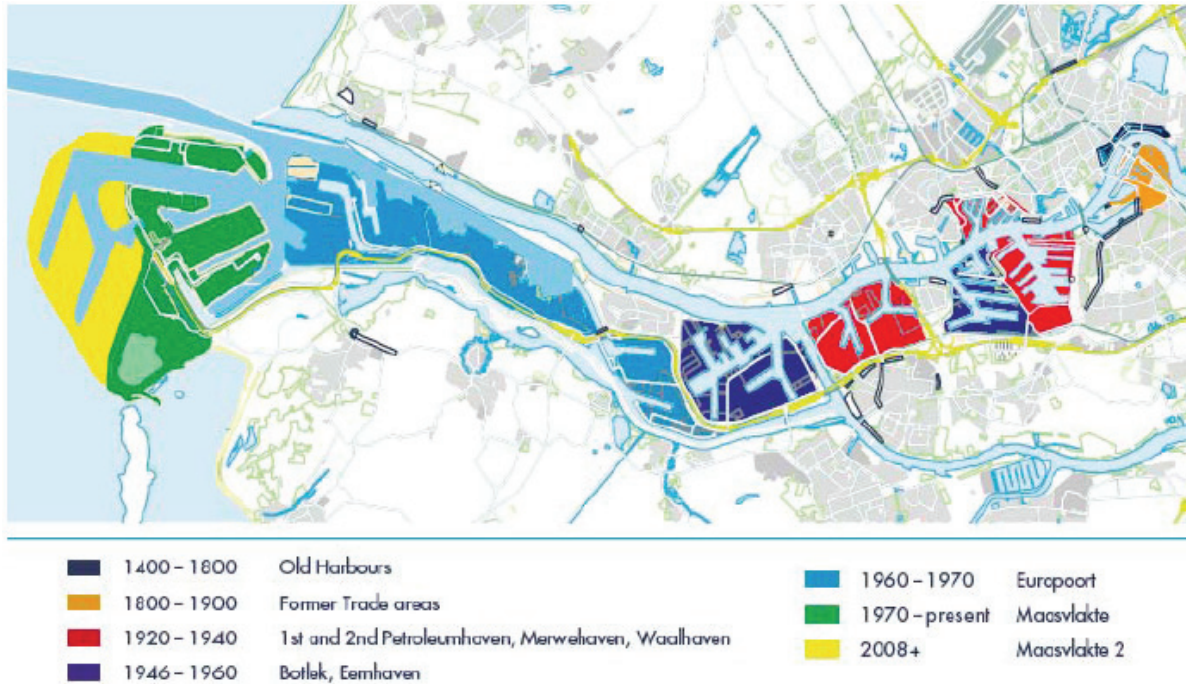 1400 – 1800 Old Harbours
1800 – 1900 Former Trade areas
1920 – 1940 1st and 2nd Petroleumhaven, Merwehaven, Waalhaven
1946 – 1960 Botlek, Eemhaven
1960 – 1970 Europoort
1970 – present Maasvlakte
2008+ Maasvlakte 2